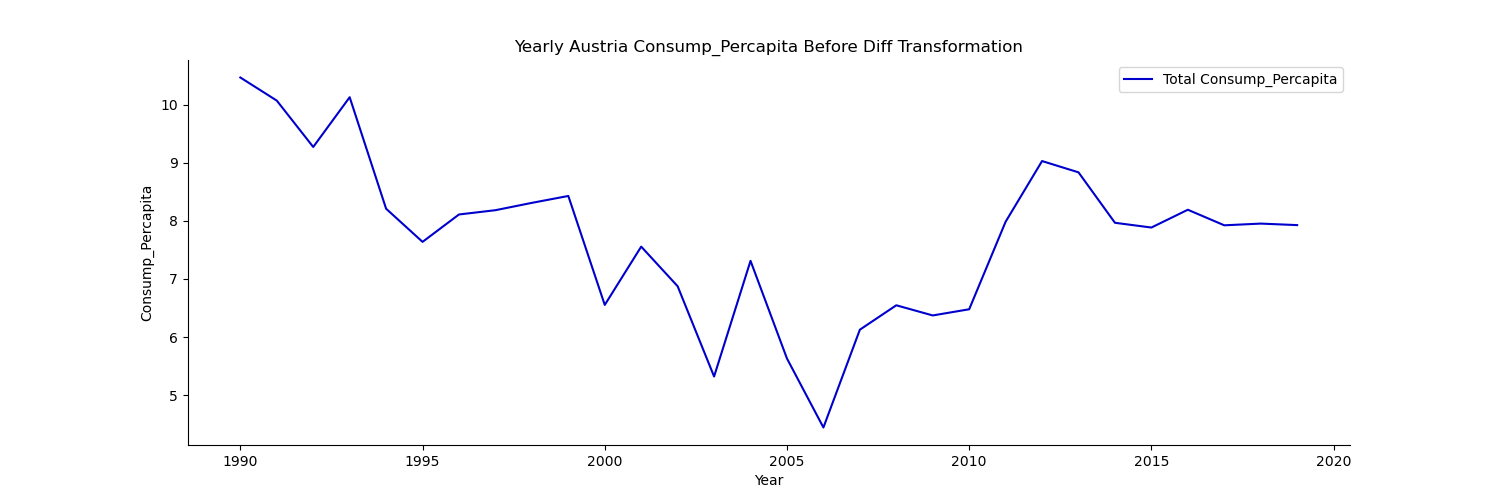 Yearly Austria Consump_Percapita Before Diff Transformation
Total Consump_Percapita
Consump_Percapita
10
9
8
7
6
5
1990 1995 2000 2005 2010 2015 2020
Year